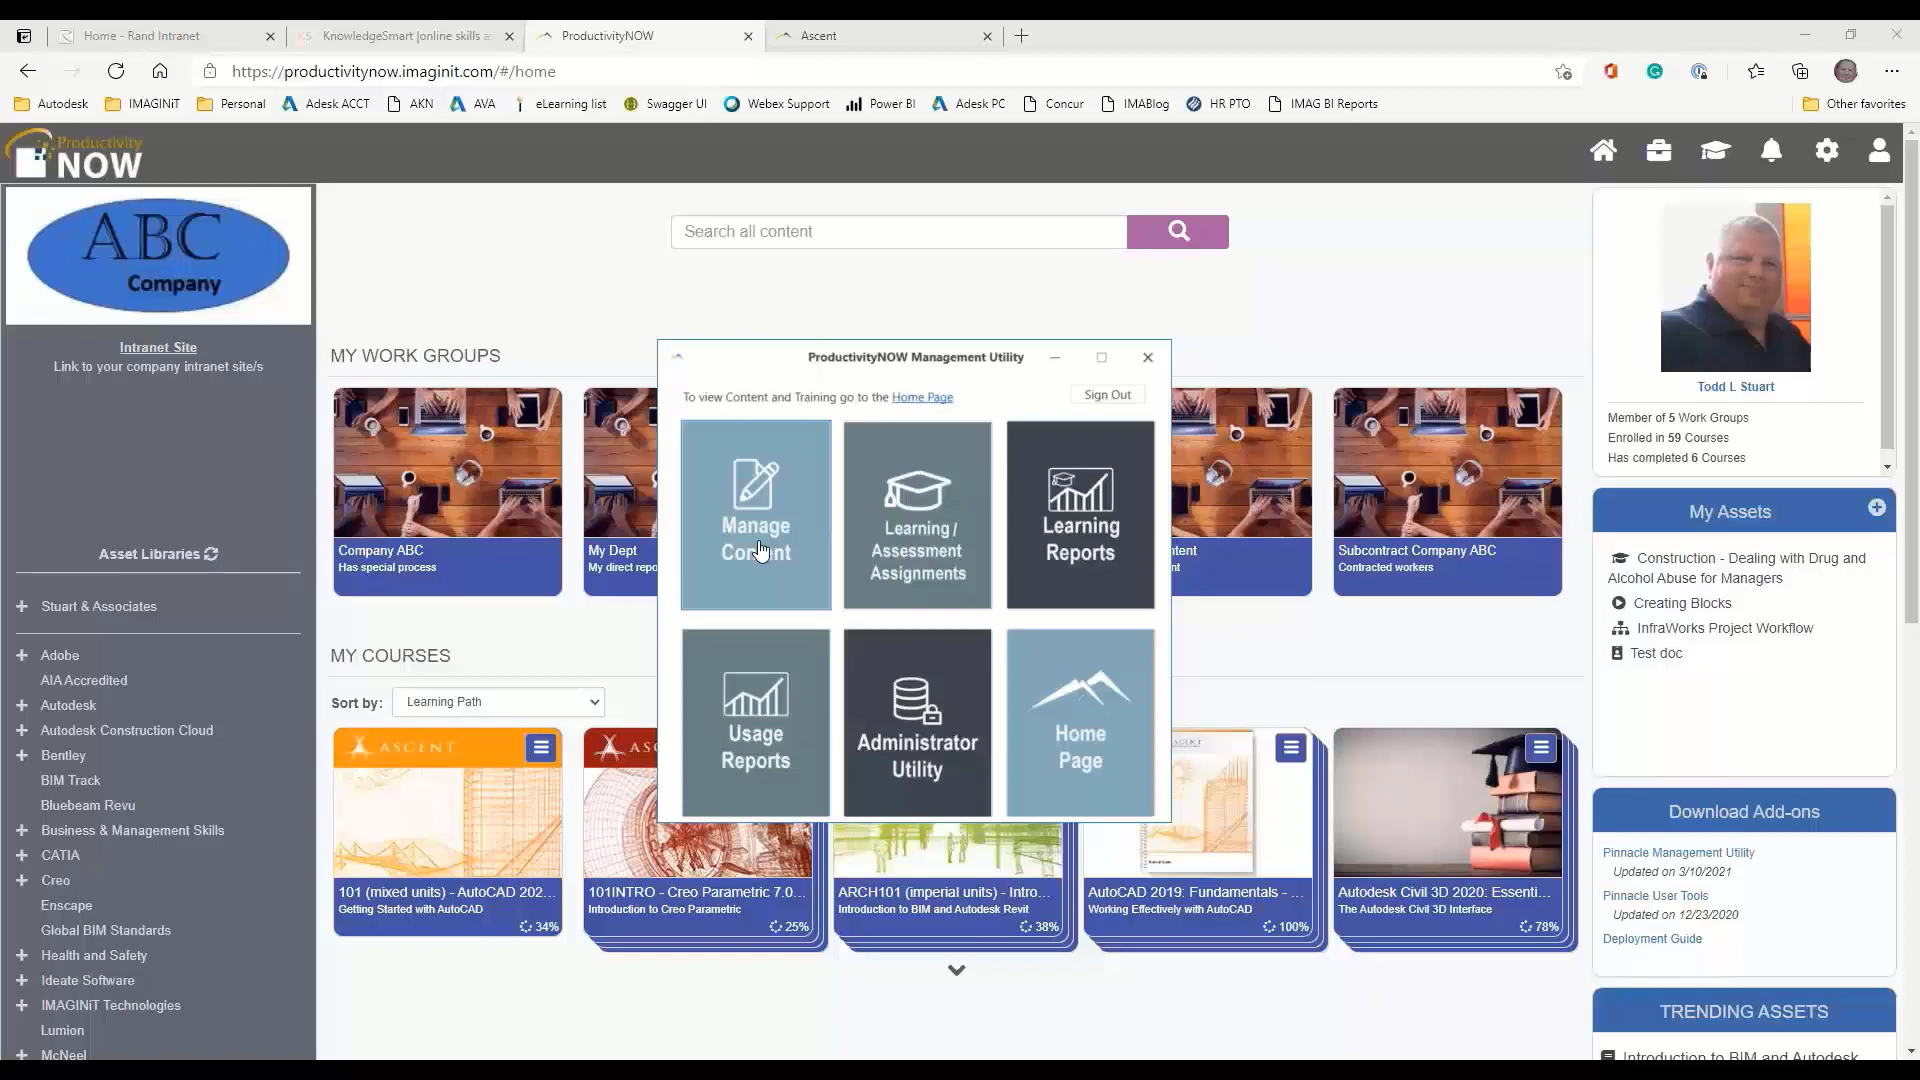 Home - Rand Intranet
KnowledgeSmart |online skills a
ProductivityNOW
Ascent
https://productivitynow.imaginit.com/#/home
Autodesk
IMAGINiT
Personal
Adesk ACCT
AKN
AVA
eLearning list
Swagger UI
Webex Support
Power BI
Adesk PC
Concur
IMABlog
HR PTO
IMAG BI Reports
Other favorites
Productivity
NOW
ABC
Company
Intranet Site
Link to your company intranet site/s
Asset Libraries
Stuart & Associates
Adobe
AIA Accredited
Autodesk
Autodesk Construction Cloud
Bentley
BIM Track
Bluebeam Revu
Business & Management Skills
CATIA
Creo
Enscape
Global BIM Standards
Health and Safety
Ideate Software
IMAGINiT Technologies
Lumion
McNeel
Search all content
MY WORK GROUPS
Company ABC
Has special process
My Dept
My direct repo
tent
nt
Subcontract Company ABC
Contracted workers
ProductivityNOW Management Utility
To view Content and Training go to the Home Page
Sign Out
Manage
Content
Learning /
Assessment
Assignments
Learning
Reports
Usage
Reports
Administrator
Utility
Home
Page
MY COURSES
Sort by:
Learning Path
ASCENT
101 (mixed units) - AutoCAD 202...
Getting Started with AutoCAD
34%
ASC
101INTRO - Creo Parametric 7.0...
Introduction to Creo Parametric
25%
ARCH101 (imperial units) - Intro...
Introduction to BIM and Autodesk Revit
38%
AutoCAD 2019: Fundamentals - ...
Working Effectively with AutoCAD
100%
Autodesk Civil 3D 2020: Essenti...
The Autodesk Civil 3D Interface
78%
Todd L Stuart
Member of 5 Work Groups
Enrolled in 59 Courses
Has completed 6 Courses
My Assets
Construction - Dealing with Drug and
Alcohol Abuse for Managers
Creating Blocks
InfraWorks Project Workflow
Test doc
Download Add-ons
Pinnacle Management Utility
Updated on 3/10/2021
Pinnacle User Tools
Updated on 12/23/2020
Deployment Guide
TRENDING ASSETS
Introduction to BIM and Autodesk